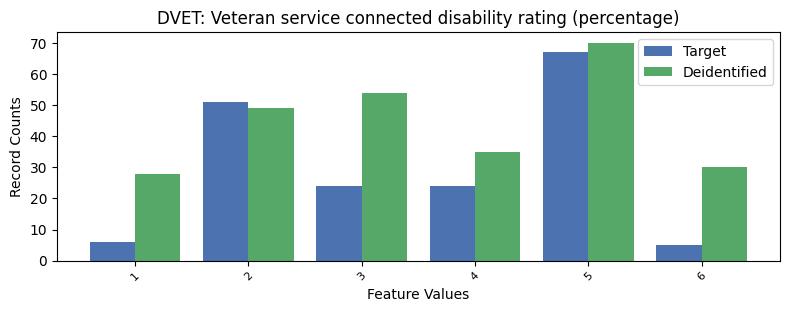 DVET: Veteran service connected disability rating (percentage)
Target
Deidentified
Record Counts
70
60
50
40
30
20
10
0
1 2 3 4 5 6
Feature Values